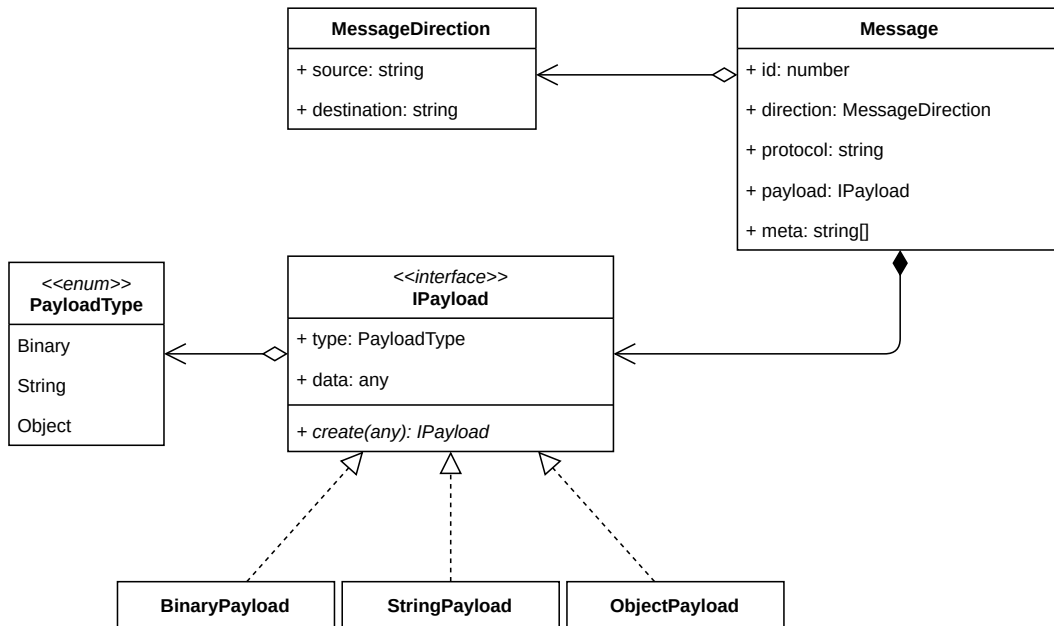 MessageDirection
+ source: string
+ destination: string
Message
+ id: number
+ direction: MessageDirection
+ protocol: string
+ payload: IPayload
+ meta: string[]
<<enum>>
PayloadType
Binary
String
Object
<<interface>>
IPayload
+ type: PayloadType
+ data: any
+ create(any): IPayload
BinaryPayload
StringPayload
ObjectPayload